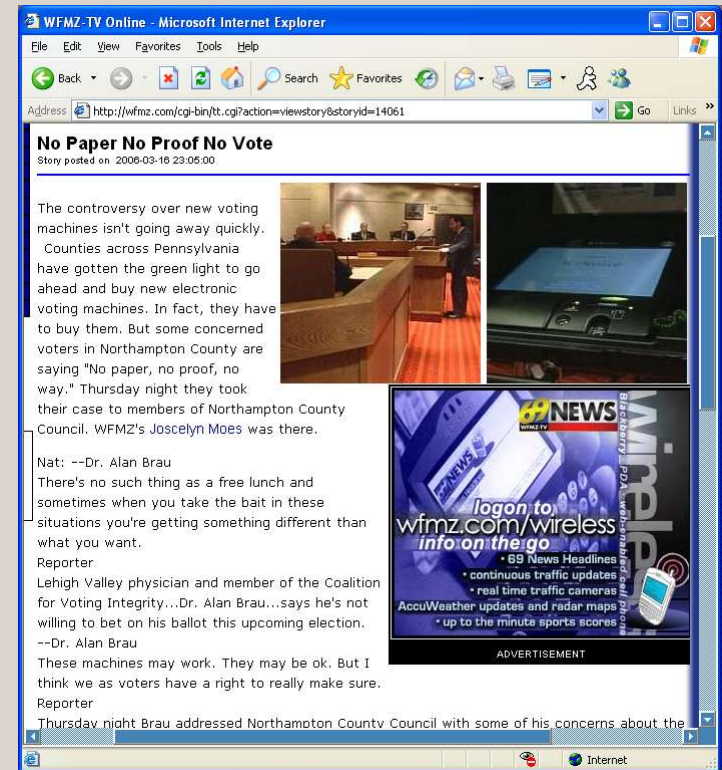 WFMZ-TV Online - Microsoft Internet Explorer
File Edit View Favorites Tools Help
Back Search Favorites
Address http://wfmz.com/cgi-bin/tt.cgi?action=viewstory&storyid=14061 Go Links »
No Paper No Proof No Vote
Story posted on 2006-03-16 23:05:00
The controversy over new voting
machines isn't going away quickly.
Counties across Pennsylvania
have gotten the green light to go
ahead and buy new electronic
voting machines. In fact, they have
to buy them. But some concerned
voters in Northampton County are
saying "No paper, no proof, no
way." Thursday night they took
their case to members of Northampton County
Council. WFMZ's Joscelyn Moes was there.
Nat: --Dr. Alan Brau
There's no such thing as a free lunch and
sometimes when you take the bait in these
situations you're getting something different than
what you want.
Reporter
Lehigh Valley physician and member of the Coalition
for Voting Integrity...Dr. Alan Brau...says he's not
willing to bet on his ballot this upcoming election.
--Dr. Alan Brau
These machines may work. They may be ok. But I
think we as voters have a right to really make sure.
Reporter
Thursday night Brau addressed Northampton County Council with some of his concerns about the
69 NEWS
WFMZ-TV
69 NEWS
logon to
wfmz.com/wireless
info on the go
• 69 News Headlines
• continuous traffic updates
• real time traffic cameras
AccuWeather updates and radar maps
• up to the minute sports scores
wireless
Blackberry PDA web-enabled cell phone
ADVERTISEMENT
Internet